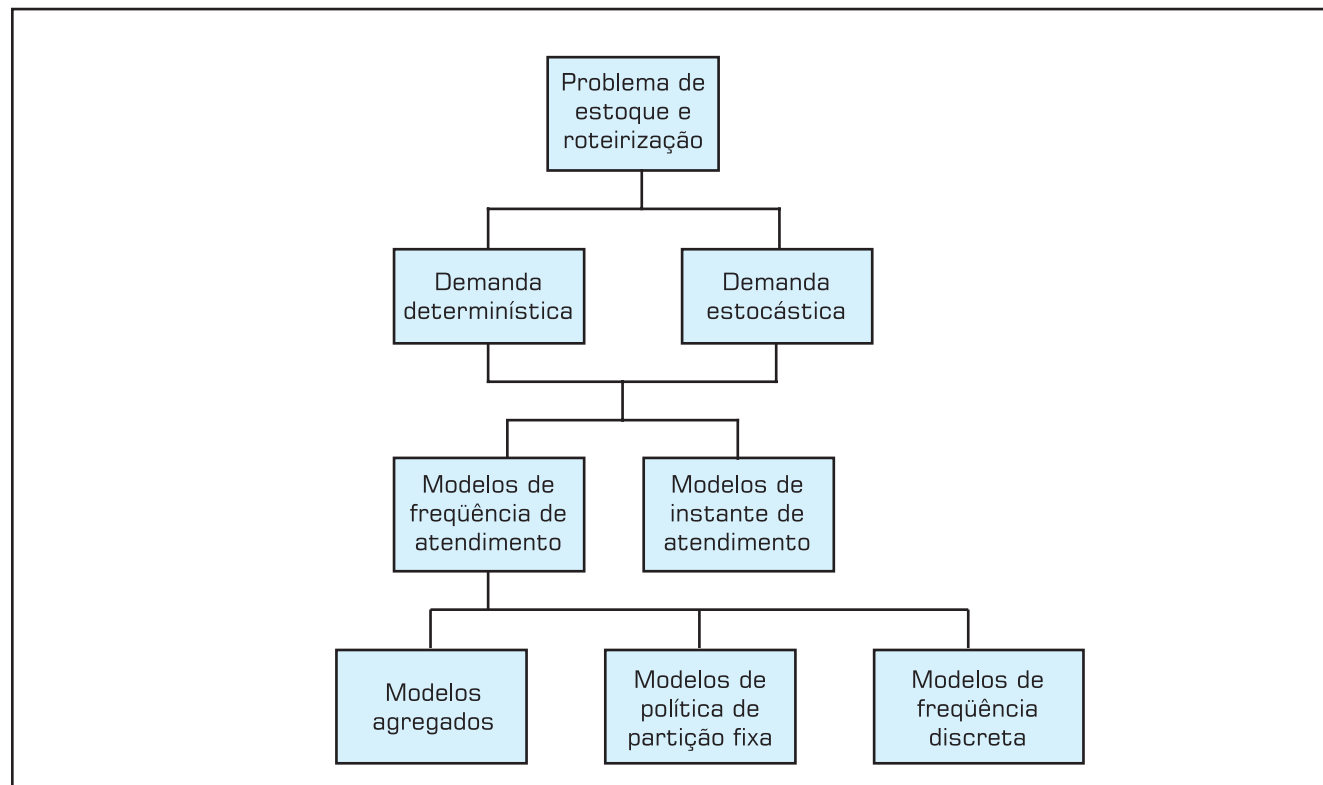 Problema de
estoque e
roteirização
Demanda
determinística
Demanda
estocástica
Modelos de
freqüência de
atendimento
Modelos de
instante de
atendimento
Modelos
agregados
Modelos de
política de
partição fixa
Modelos de
freqüência
discreta